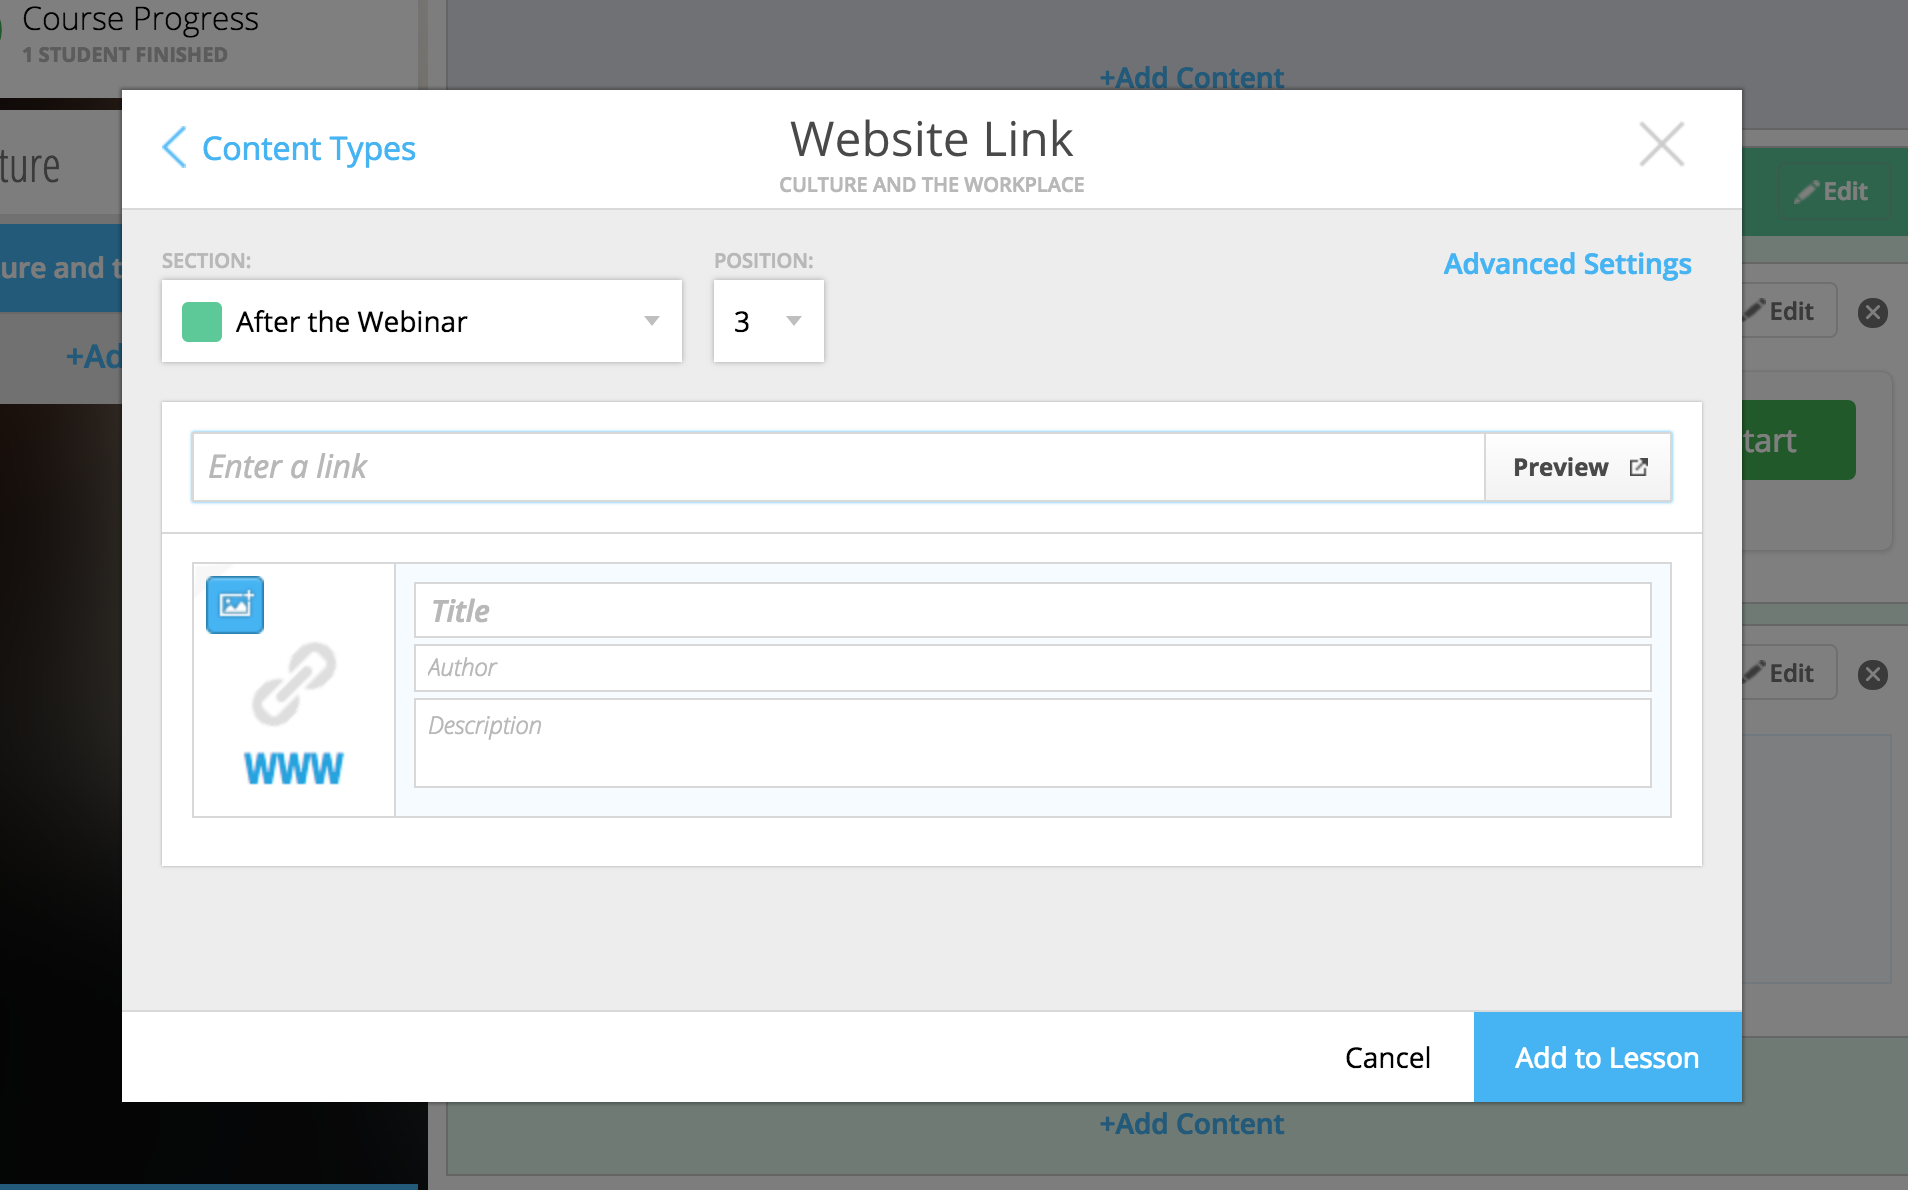 Course Progress
1 STUDENT FINISHED
+Add Content
Content Types
Website Link
CULTURE AND THE WORKPLACE
ture
Edit
ure and t
SECTION:
POSITION:
Advanced Settings
After the Webinar
3
Edit
+Ad
Enter a link
Preview
tart
Title
Author
Description
WWW
Edit
Cancel
Add to Lesson
+Add Content